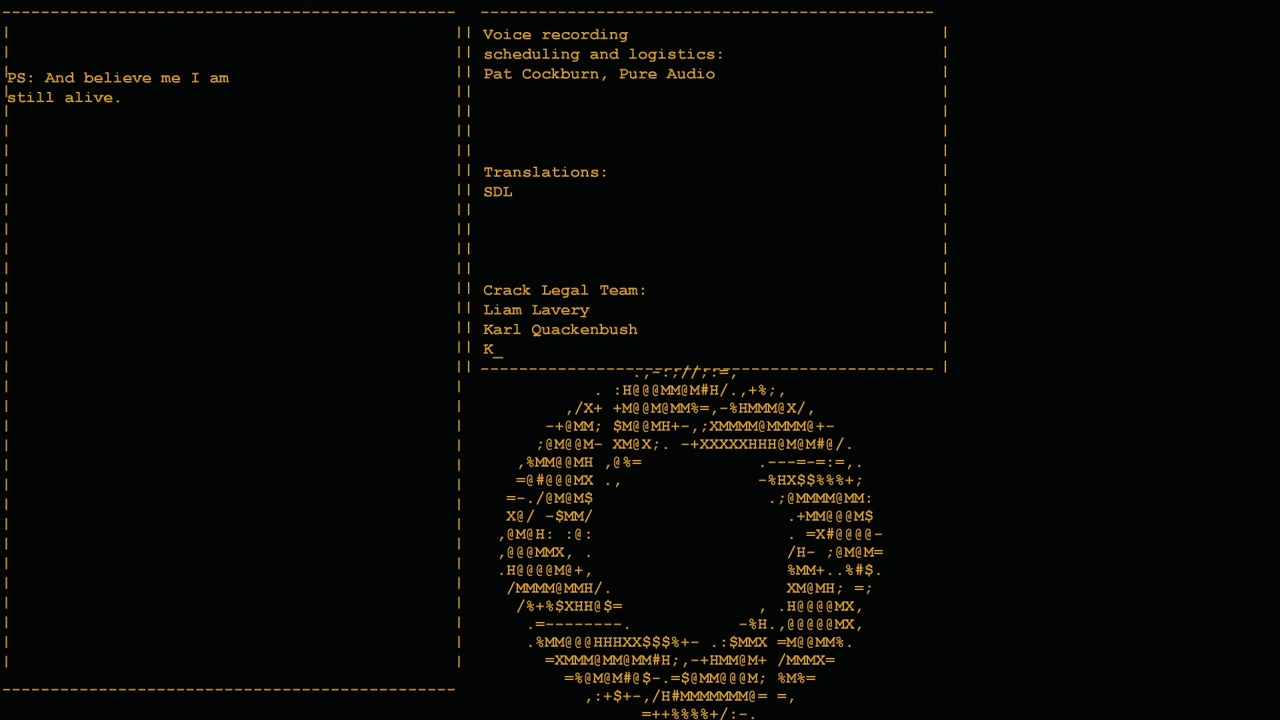 PS: And believe me I am
still alive.
Voice recording
scheduling and logistics:
Pat Cockburn, Pure Audio
Translations:
SDL
Crack Legal Team:
Liam Lavery
Karl Quackenbush
K_